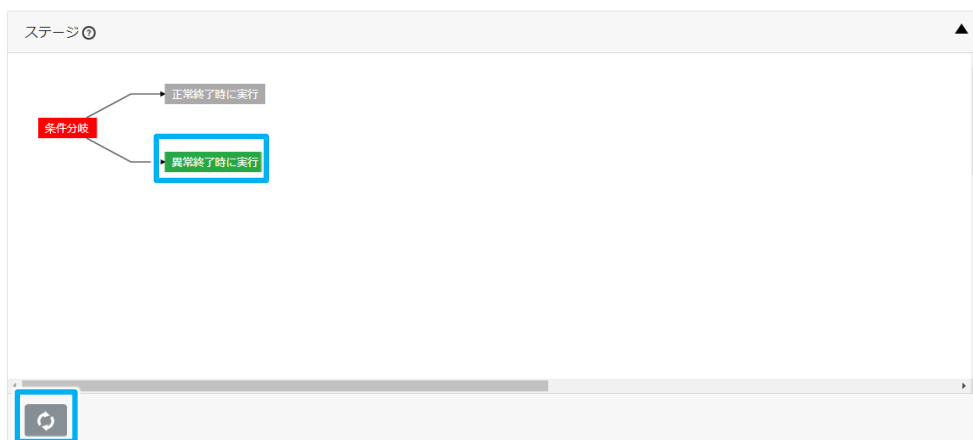 ステージ
正常終了時に実行
条件分岐
異常終了時に実行